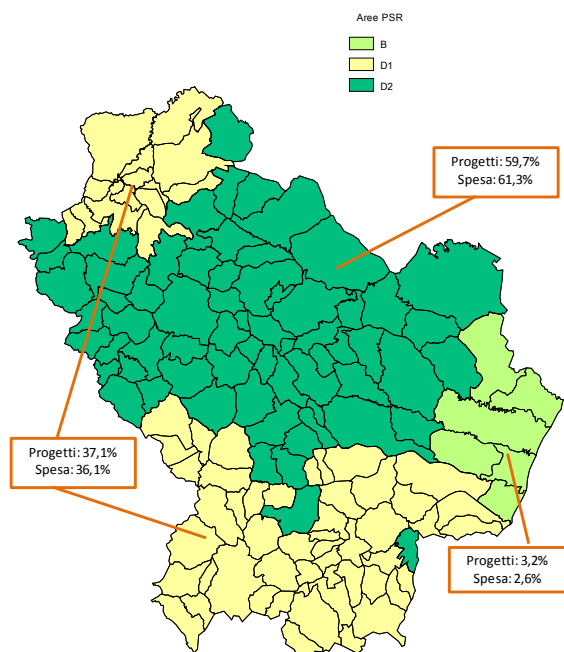 Aree PSR
B
D1
D2
Progetti: 59,7%
Spesa: 61,3%
Progetti: 37,1%
Spesa: 36,1%
Progetti: 3,2%
Spesa: 2,6%